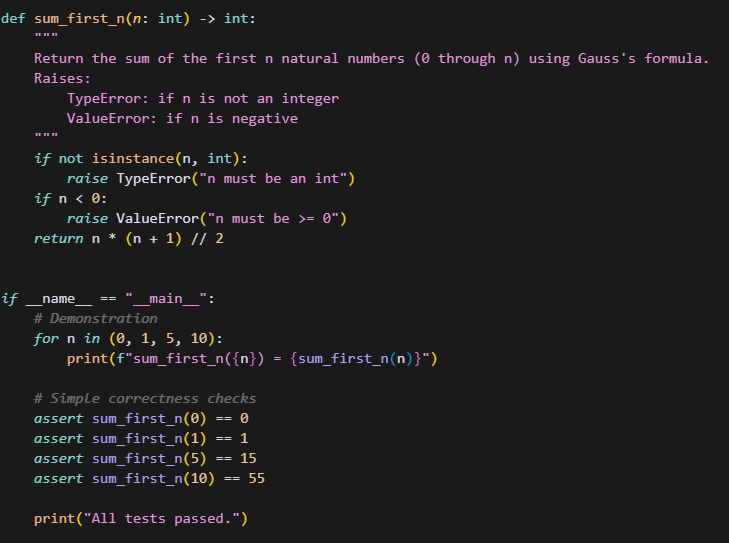 def sum_first_n(n: int) -> int:
    """
    Return the sum of the first n natural numbers (0 through n) using Gauss's formula.
    Raises:
        TypeError: if n is not an integer
        ValueError: if n is negative
    """
    if not isinstance(n, int):
        raise TypeError("n must be an int")
    if n < 0:
        raise ValueError("n must be >= 0")
    return n * (n + 1) // 2


if __name__ == "__main__":
    # Demonstration
    for n in (0, 1, 5, 10):
        print(f"sum_first_n({n}) = {sum_first_n(n)}")

    # Simple correctness checks
    assert sum_first_n(0) == 0
    assert sum_first_n(1) == 1
    assert sum_first_n(5) == 15
    assert sum_first_n(10) == 55

    print("All tests passed.")